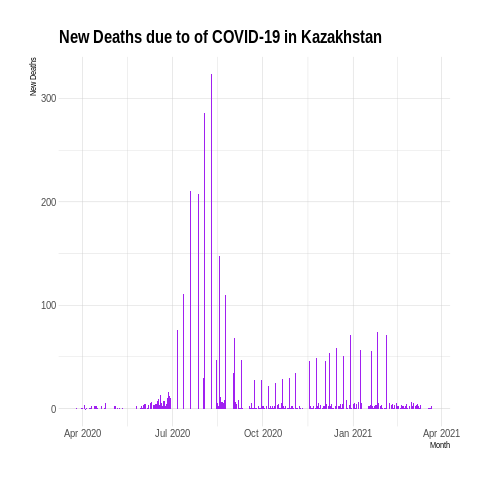 New Deaths due to of COVID-19 in Kazakhstan
New Deaths
300
200
100
0
Apr 2020
Jul 2020
Oct 2020
Jan 2021
Apr 2021
Month